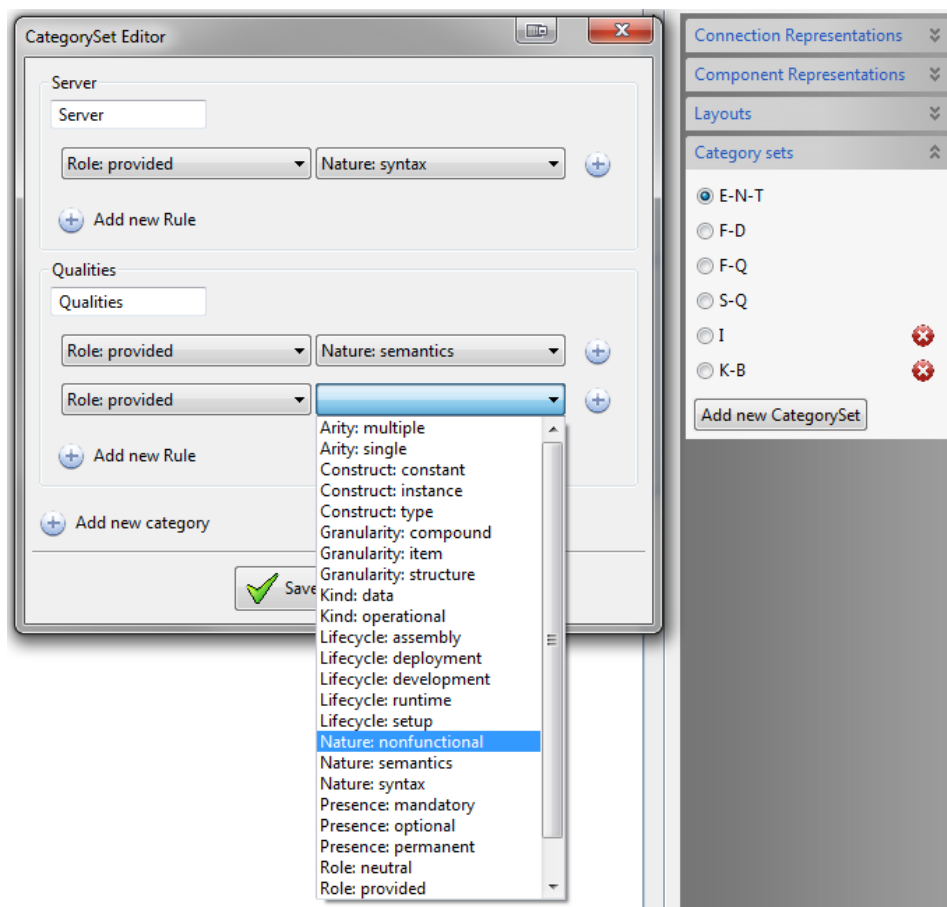 CategorySet Editor
Server
Server
Role: provided
Nature: syntax
Add new Rule
Qualities
Qualities
Role: provided
Nature: semantics
Role: provided
Add new Rule
Add new category
Save
Arity: multiple
Arity: single
Construct: constant
Construct: instance
Construct: type
Granularity: compound
Granularity: item
Granularity: structure
Kind: data
Kind: operational
Lifecycle: assembly
Lifecycle: deployment
Lifecycle: development
Lifecycle: runtime
Lifecycle: setup
Nature: nonfunctional
Nature: semantics
Nature: syntax
Presence: mandatory
Presence: optional
Presence: permanent
Role: neutral
Role: provided
Connection Representations
Component Representations
Layouts
Category sets
E-N-T
F-D
F-Q
S-Q
I
K-B
Add new CategorySet